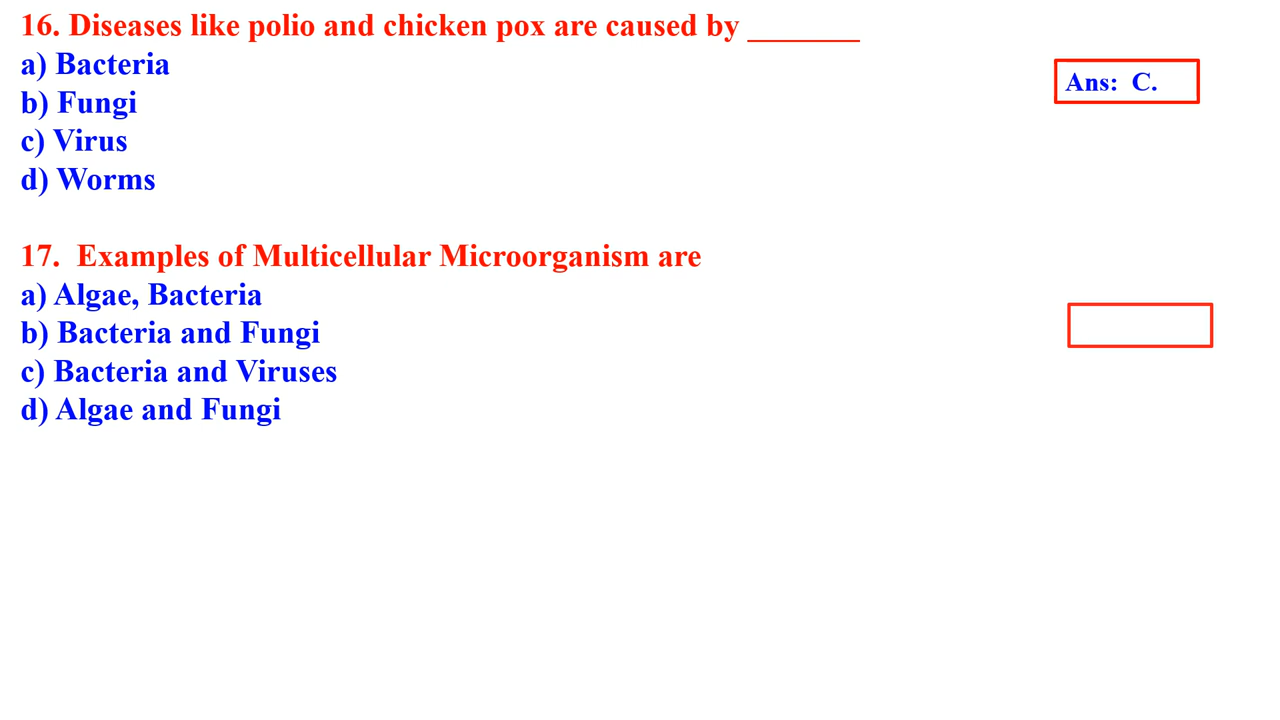 16. Diseases like polio and chicken pox are caused by _______
a) Bacteria
Ans: C.
b) Fungi
c) Virus
d) Worms
17. Examples of Multicellular Microorganism are
a) Algae, Bacteria
b) Bacteria and Fungi
c) Bacteria and Viruses
d) Algae and Fungi